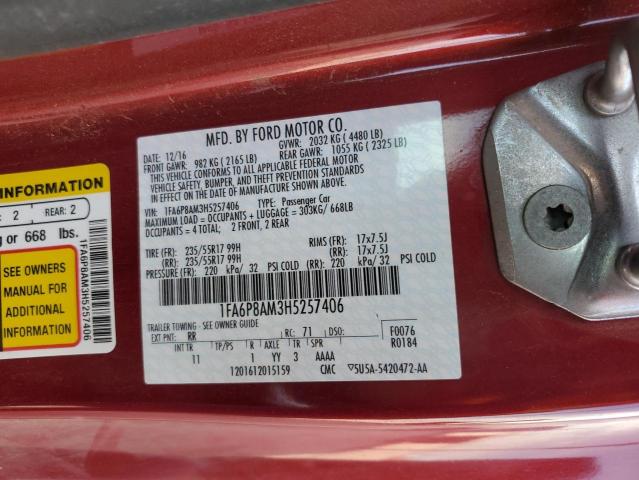 MFD. BY FORD MOTOR CO.
DATE: 12/16 GVWR: 2032 KG ( 4480 LB)
FRONT GAWR: 982 KG ( 2165 LB) REAR GAWR: 1055 KG ( 2325 LB)
THIS VEHICLE CONFORMS TO ALL APPLICABLE FEDERAL MOTOR
VEHICLE SAFETY, BUMPER, AND THEFT PREVENTION STANDARDS
IN EFFECT ON THE DATE OF MANUFACTURE SHOWN ABOVE.
VIN: 1FA6P8AM3H5257406 TYPE: Passenger Car
MAXIMUM LOAD= OCCUPANTS + LUGGAGE = 303KG/ 668LB
OCCUPANTS = 4 TOTAL: 2 FRONT, 2 REAR
TIRE (FR): 235/55R17 99H RIMS (FR): 17x7.5J
(RR): 235/55R17 99H (RR): 17x7.5J
PRESSURE (FR): 220 kPa/ 32 PSI COLD (RR): 220 kPa/ 32 PSI COLD
1FA6P8AM3H5257406
TRAILER TOWING - SEE OWNER GUIDE
EXT PNT: RR RC: 71 DSO: F0076
INT TR TP/PS R AXLE TR SPR R0184
11 1 YY 3 AAAA
1201612015159 CMC 5U5A-5420472-AA
INFORMATION
: 2 REAR: 2
g or 668 lbs.
SEE OWNERS
MANUAL FOR
ADDITIONAL
INFORMATION
1FA6P8AM3H5257406